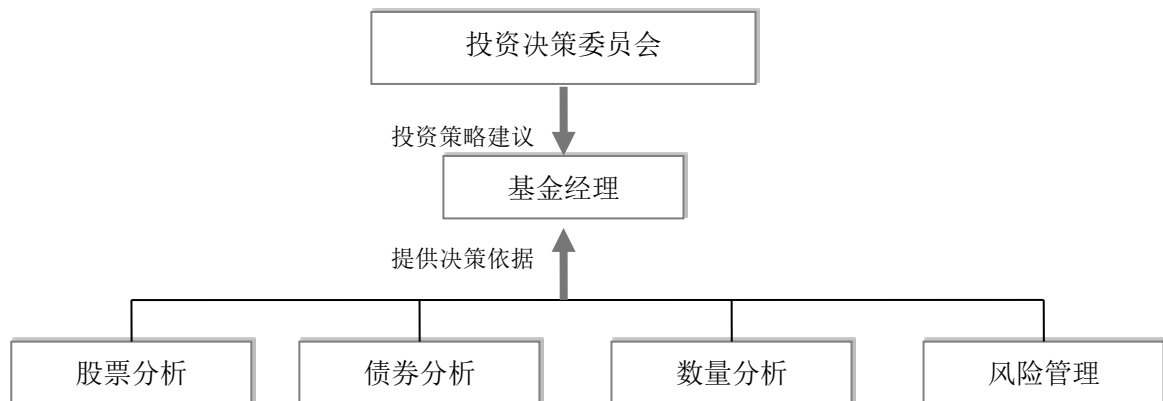 投资决策委员会
投资策略建议
基金经理
提供决策依据
股票分析
债券分析
数量分析
风险管理